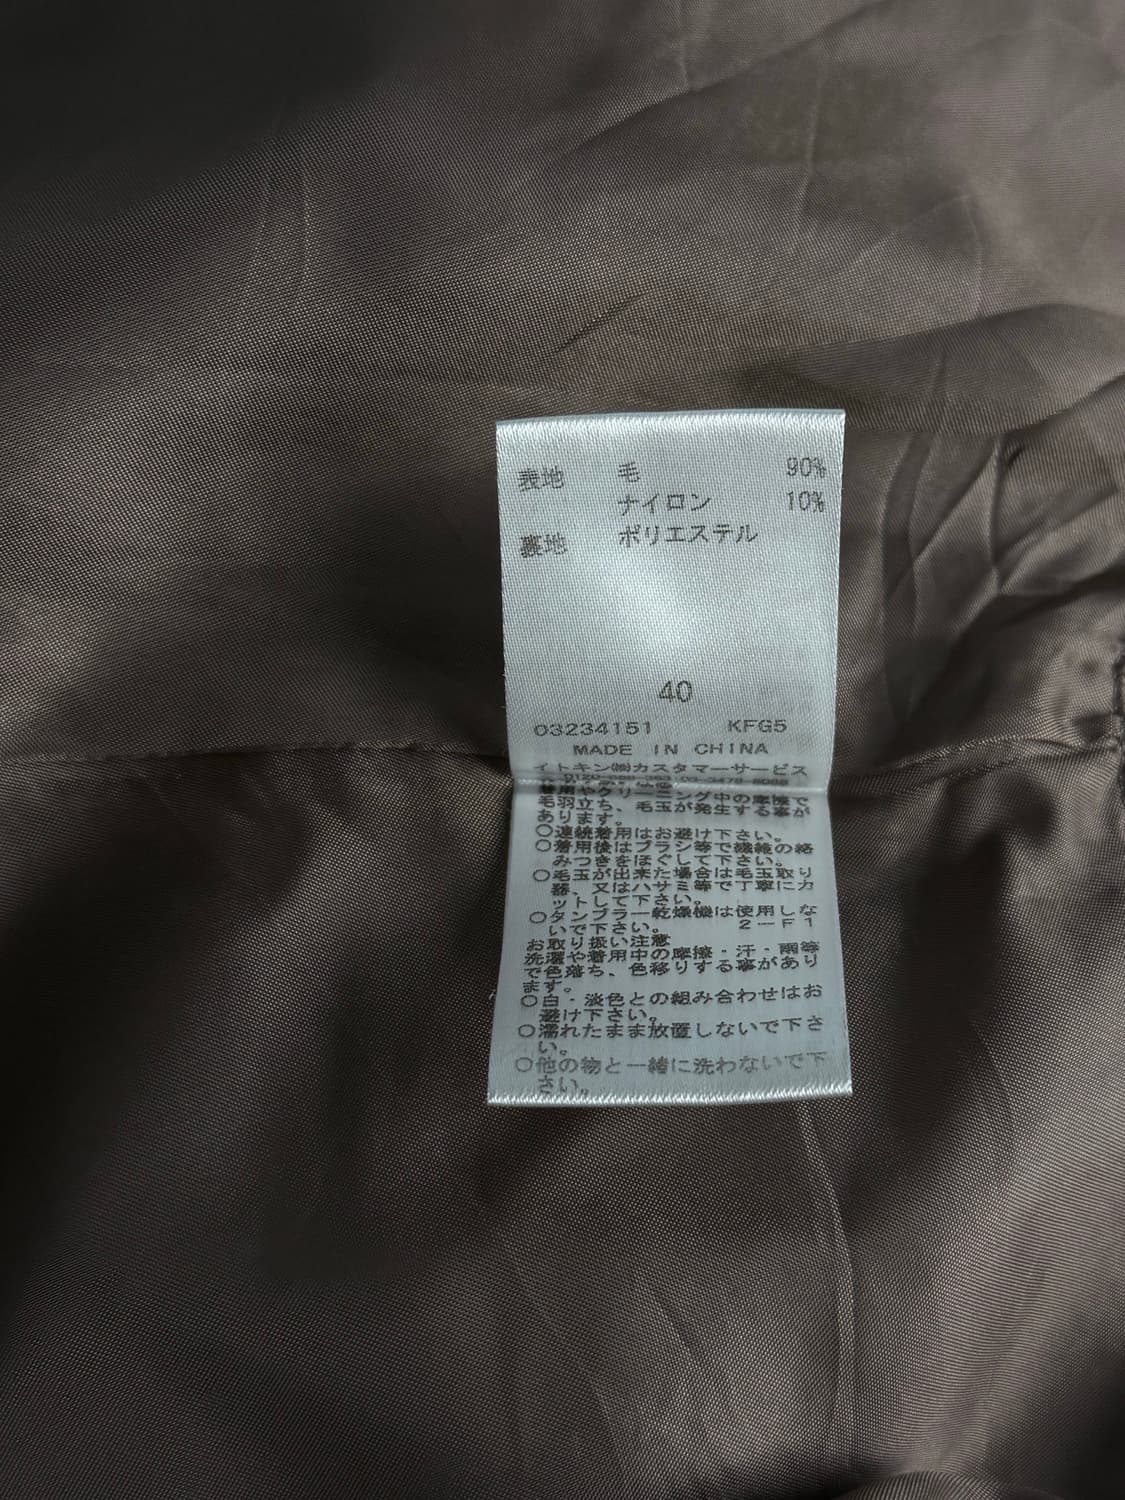 表地 毛 90%
ナイロン 10%
裏地 ポリエステル
40
03234151 KFG5
MADE IN CHINA
イトキン㈱カスタマーサービス
着用やクリーニング中の摩擦で
毛羽立ち、毛玉が発生する事が
あります。
○連続着用はお避け下さい。
○着用後はブラシ等で繊維の絡
みつきをほぐして下さい。
○毛玉が出来た場合は毛玉取り
器、又はハサミ等で丁寧にカ
ットして下さい。
○タンブラー乾燥機は使用しな
いで下さい。 2-F1
お取り扱い注意
洗濯や着用中の摩擦・汗・雨等
で色落ち、色移りする事があり
ます。
○白・淡色との組み合わせはお
避け下さい。
○濡れたまま放置しないで下さ
い。
○他の物と一緒に洗わないで下
さい。